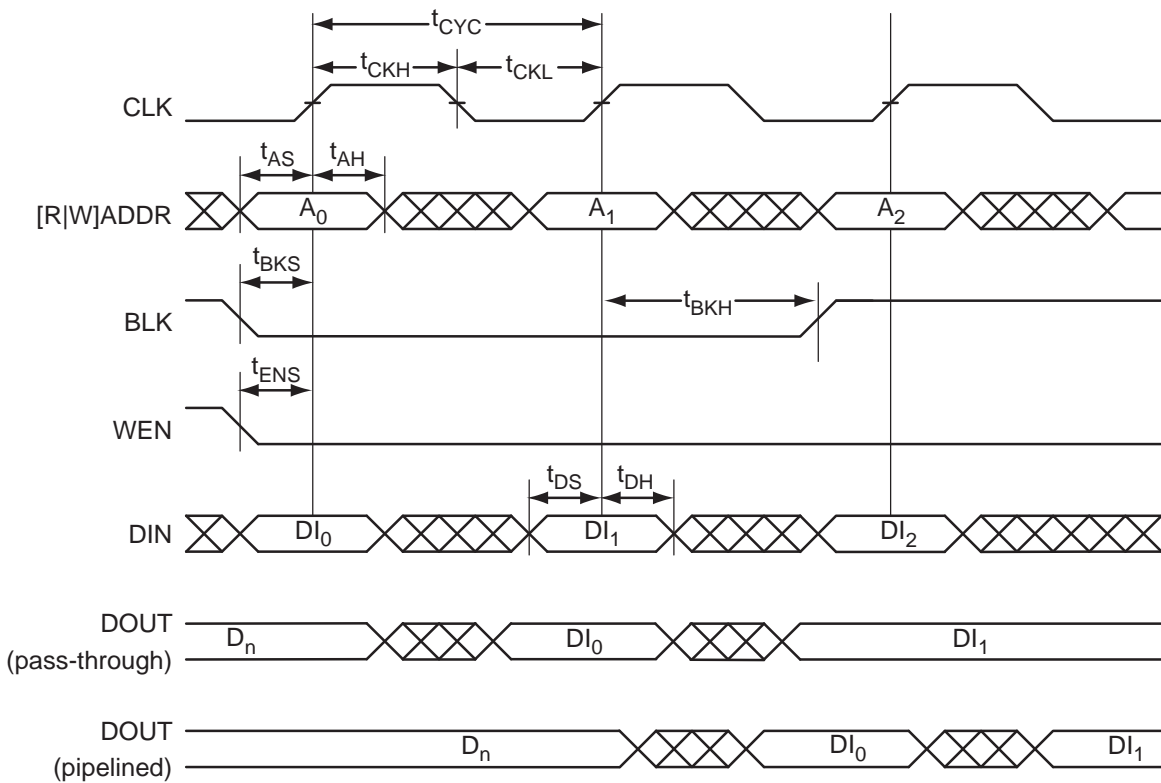 tCYC
tCKH tCKL
CLK
tAS tAH
[R|W]ADDR A0 A1 A2
tBKS
tBKH
BLK
tENS
WEN
tDS tDH
DIN DI0 DI1 DI2
DOUT
(pass-through) Dn DI0 DI1
DOUT
(pipelined) Dn DI0 DI1